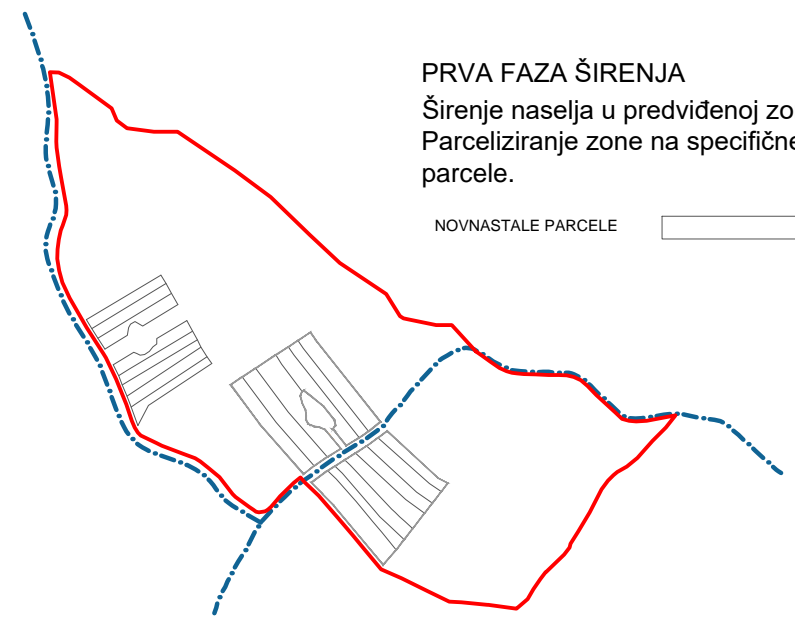 PRVA FAZA ŠIRENJA
Širenje naselja u predviđenoj
Parceliziranje zone na specifične
parcele.
NOVNASTALE PARCELE